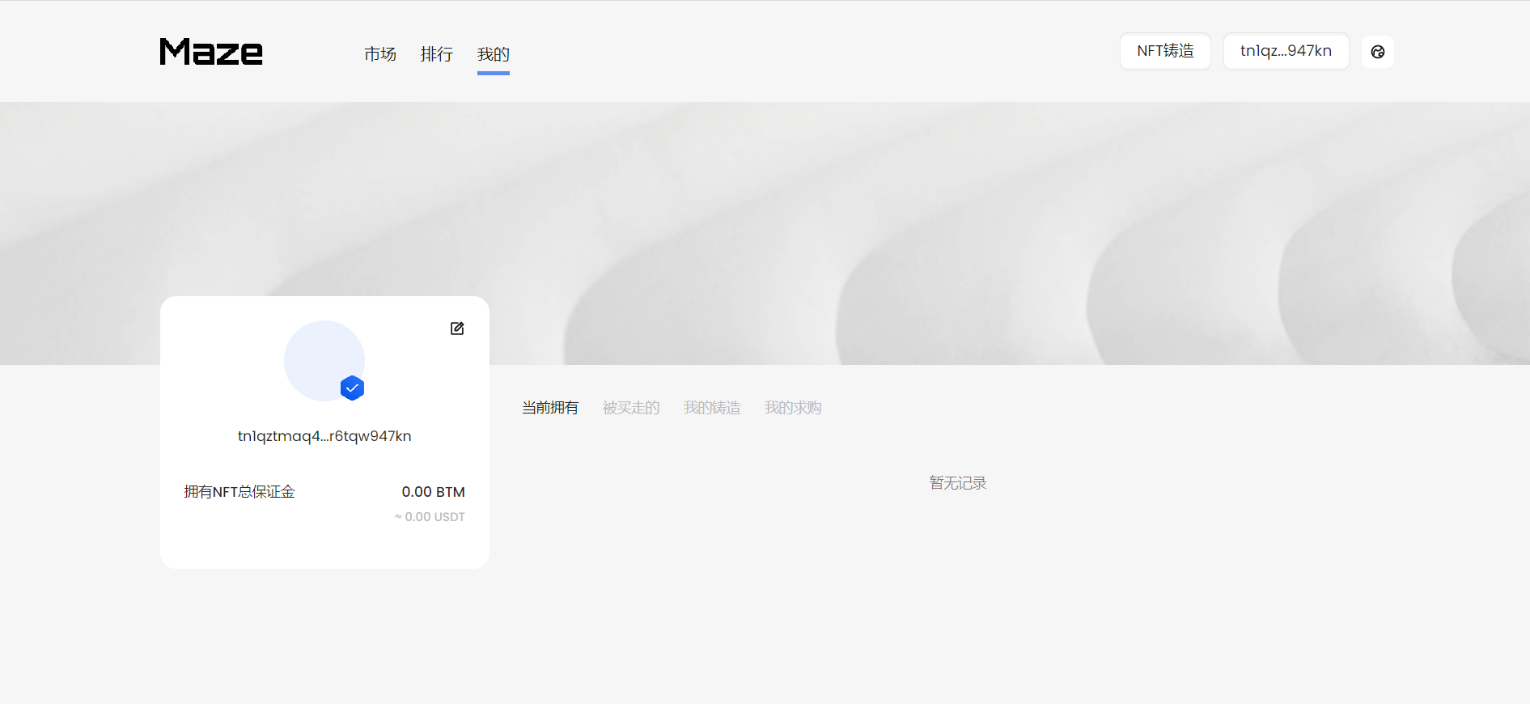 Maze
市场 排行 我的
NFT铸造 tn1qz...947kn
当前拥有 被买走的 我的铸造 我的求购
tn1qztmaq4...r6tqw947kn
拥有NFT总保证金 0.00 BTM
≈ 0.00 USDT
暂无记录